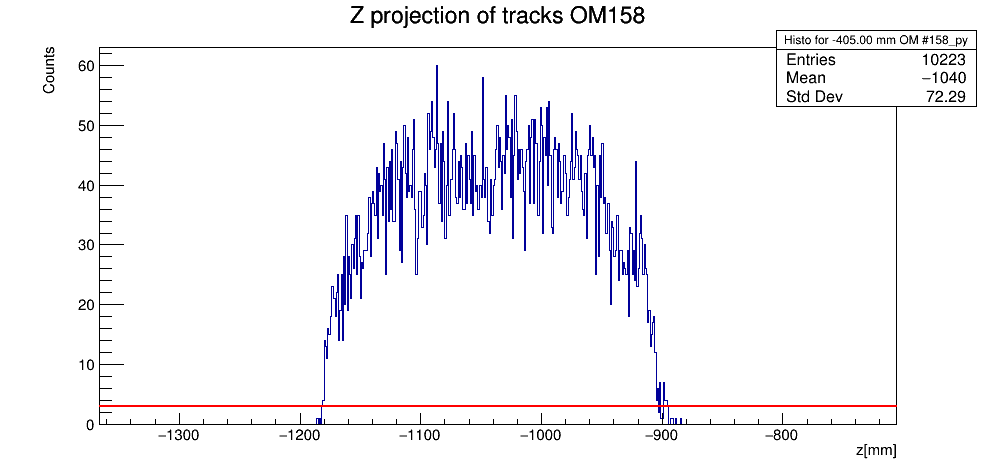 Z projection of tracks OM158
Histo for -405.00 mm OM #158_py
Entries 10223
Mean −1040
Std Dev 72.29
Counts
60
50
40
30
20
10
0
−1300 −1200 −1100 −1000 −900 −800
z[mm]